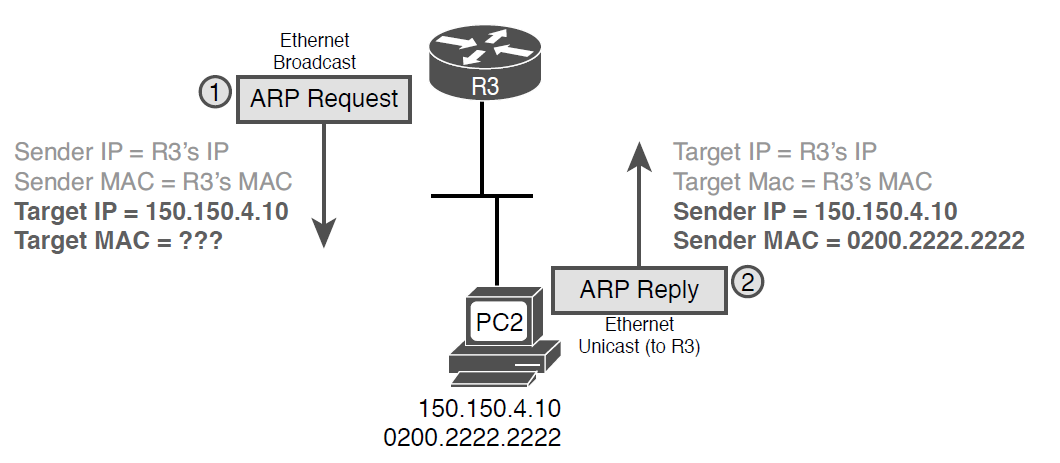 Ethernet
Broadcast
1
ARP Request
R3
Sender IP = R3’s IP
Sender MAC = R3’s MAC
Target IP = 150.150.4.10
Target MAC = ???
Target IP = R3’s IP
Target Mac = R3’s MAC
Sender IP = 150.150.4.10
Sender MAC = 0200.2222.2222
ARP Reply
2
Ethernet
Unicast (to R3)
PC2
150.150.4.10
0200.2222.2222